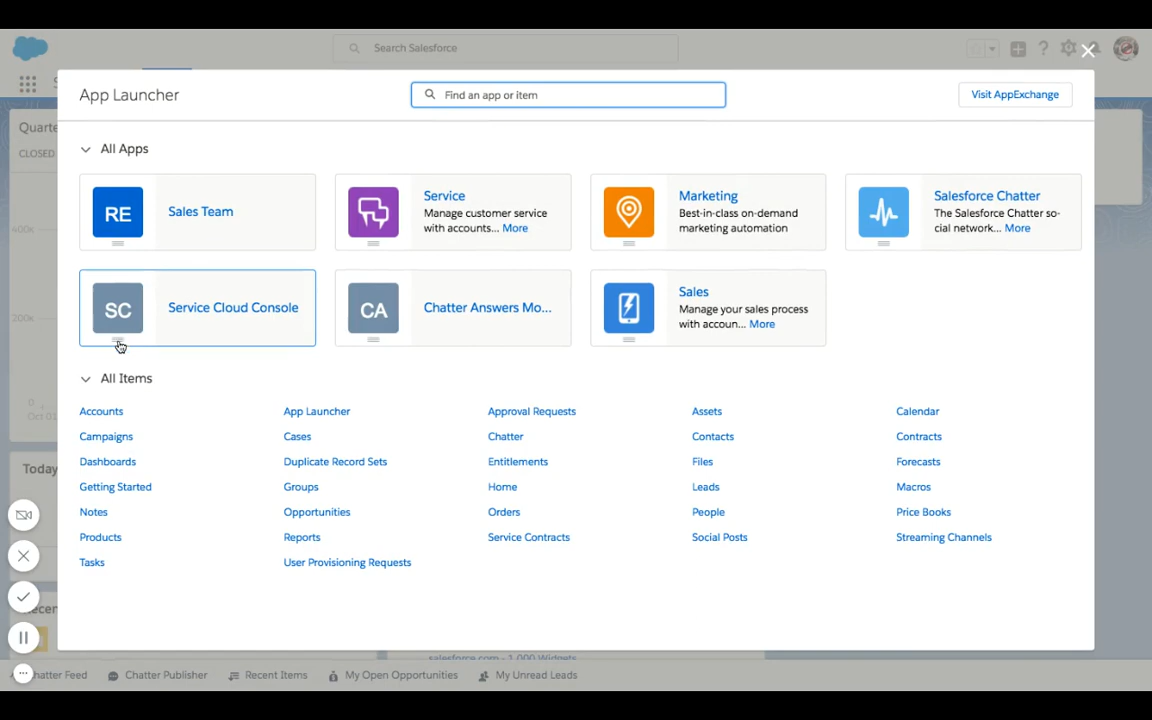 Search Salesforce
App Launcher
Find an app or item
Visit AppExchange
Quarte
CLOSED
All Apps
RE
Sales Team
Service
Manage customer service
with accounts... More
Marketing
Best-in-class on-demand
marketing automation
Salesforce Chatter
The Salesforce Chatter so-
cial network... More
400k
SC
Service Cloud Console
CA
Chatter Answers Mo...
Sales
Manage your sales process
with accoun... More
200k
0
Oct 01
All Items
Accounts
App Launcher
Approval Requests
Assets
Calendar
Campaigns
Cases
Chatter
Contacts
Contracts
Today
Dashboards
Duplicate Record Sets
Entitlements
Files
Forecasts
Getting Started
Groups
Home
Leads
Macros
Notes
Opportunities
Orders
People
Price Books
Products
Reports
Service Contracts
Social Posts
Streaming Channels
Tasks
User Provisioning Requests
Recen
salesforce.com - 1,000 Widgets
hatter Feed
Chatter Publisher
Recent Items
My Open Opportunities
My Unread Leads